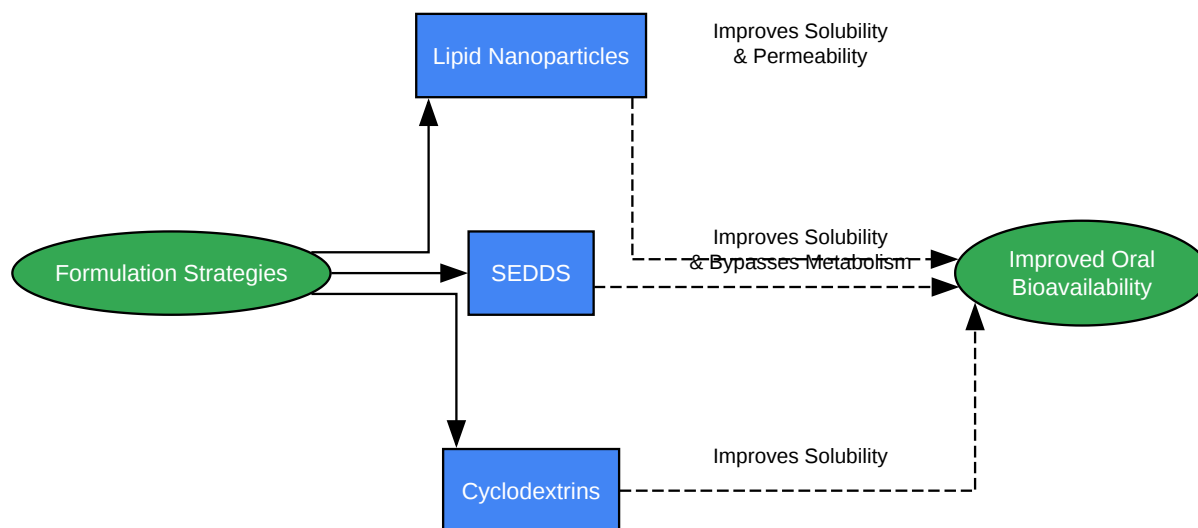 Lipid Nanoparticles
Improves Solubility
& Permeability
Formulation Strategies
SEDDS
Improves Solubility
& Bypasses Metabolism
Improved Oral
Bioavailability
Cyclodextrins
Improves Solubility